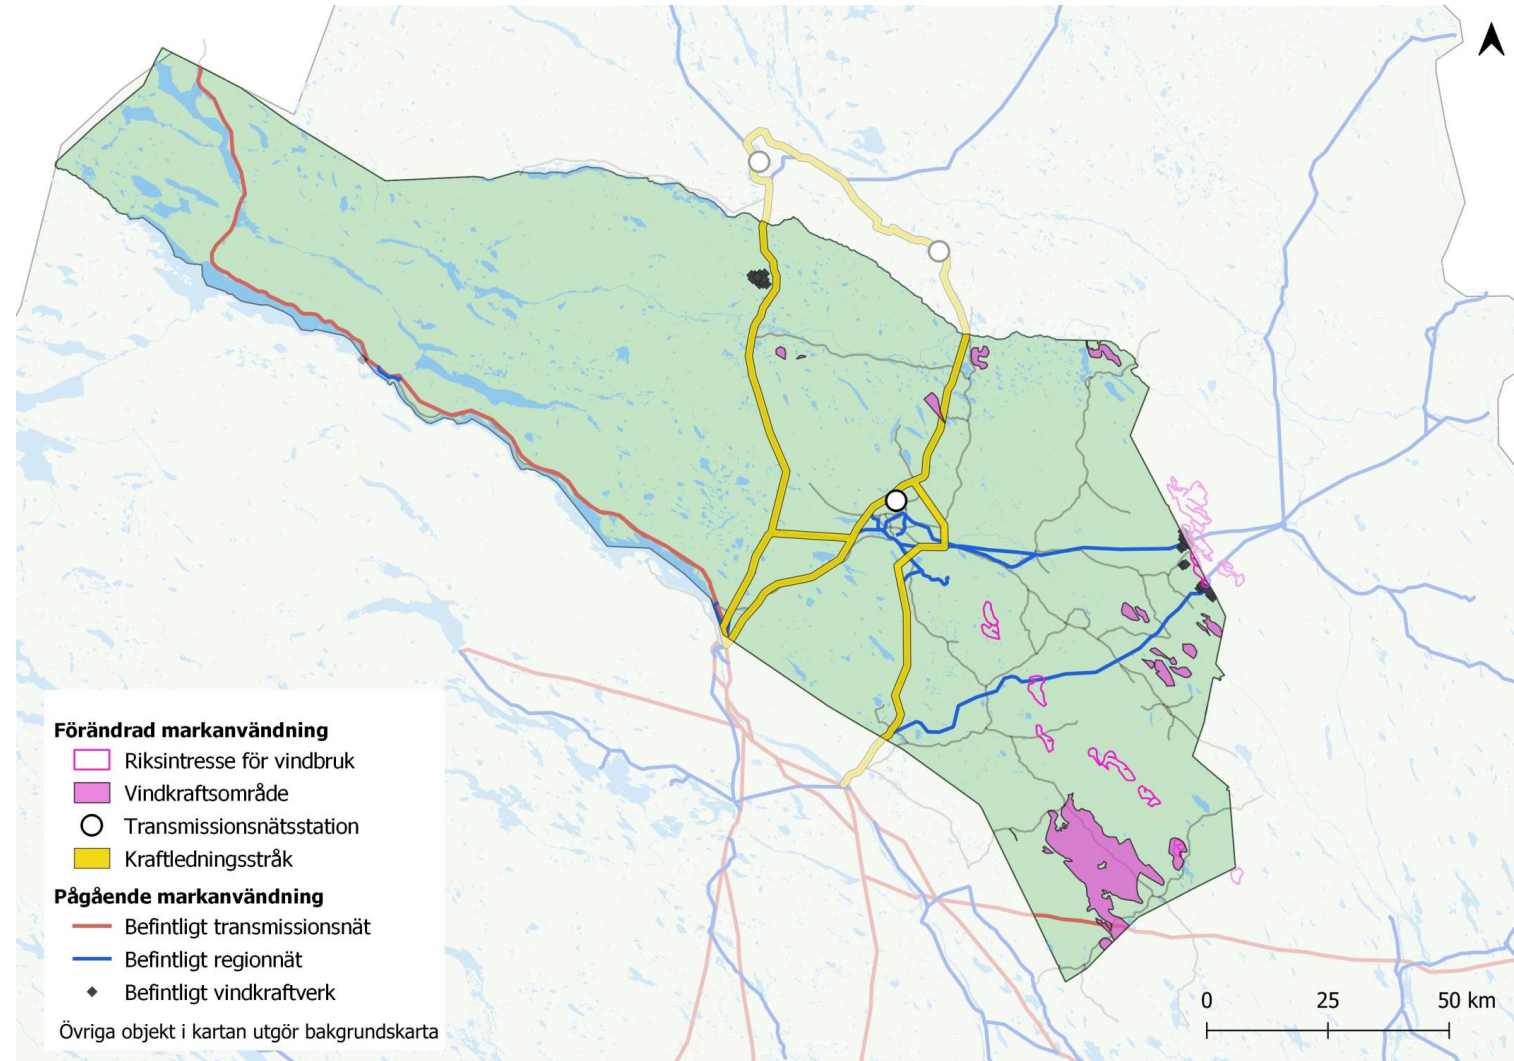 Förändrad markanvändning
Riksintresse för vindbruk
Vindkraftsområde
Transmissionsnätsstation
Kraftledningsstråk
Pågående markanvändning
Befintligt transmissionsnät
Befintligt regionnät
Befintligt vindkraftverk
Övriga objekt i kartan utgör bakgrundskarta
0 25 50 km